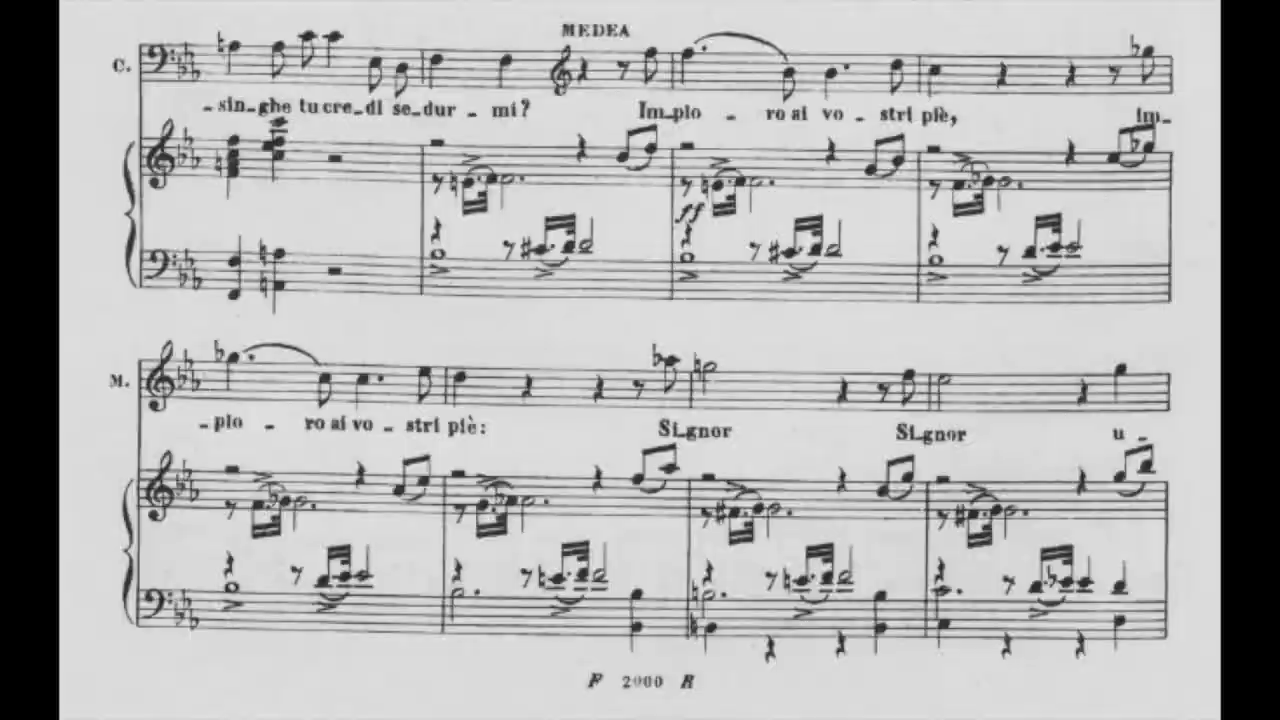 MEDEA
C.
- sin - ghe tu cre - di se - dur - mi? Im - plo - ro ai vo - stri piè, im -
M.
- plo - ro ai vo - stri piè: Si - gnor Si - gnor u -
ff
F 2000 R